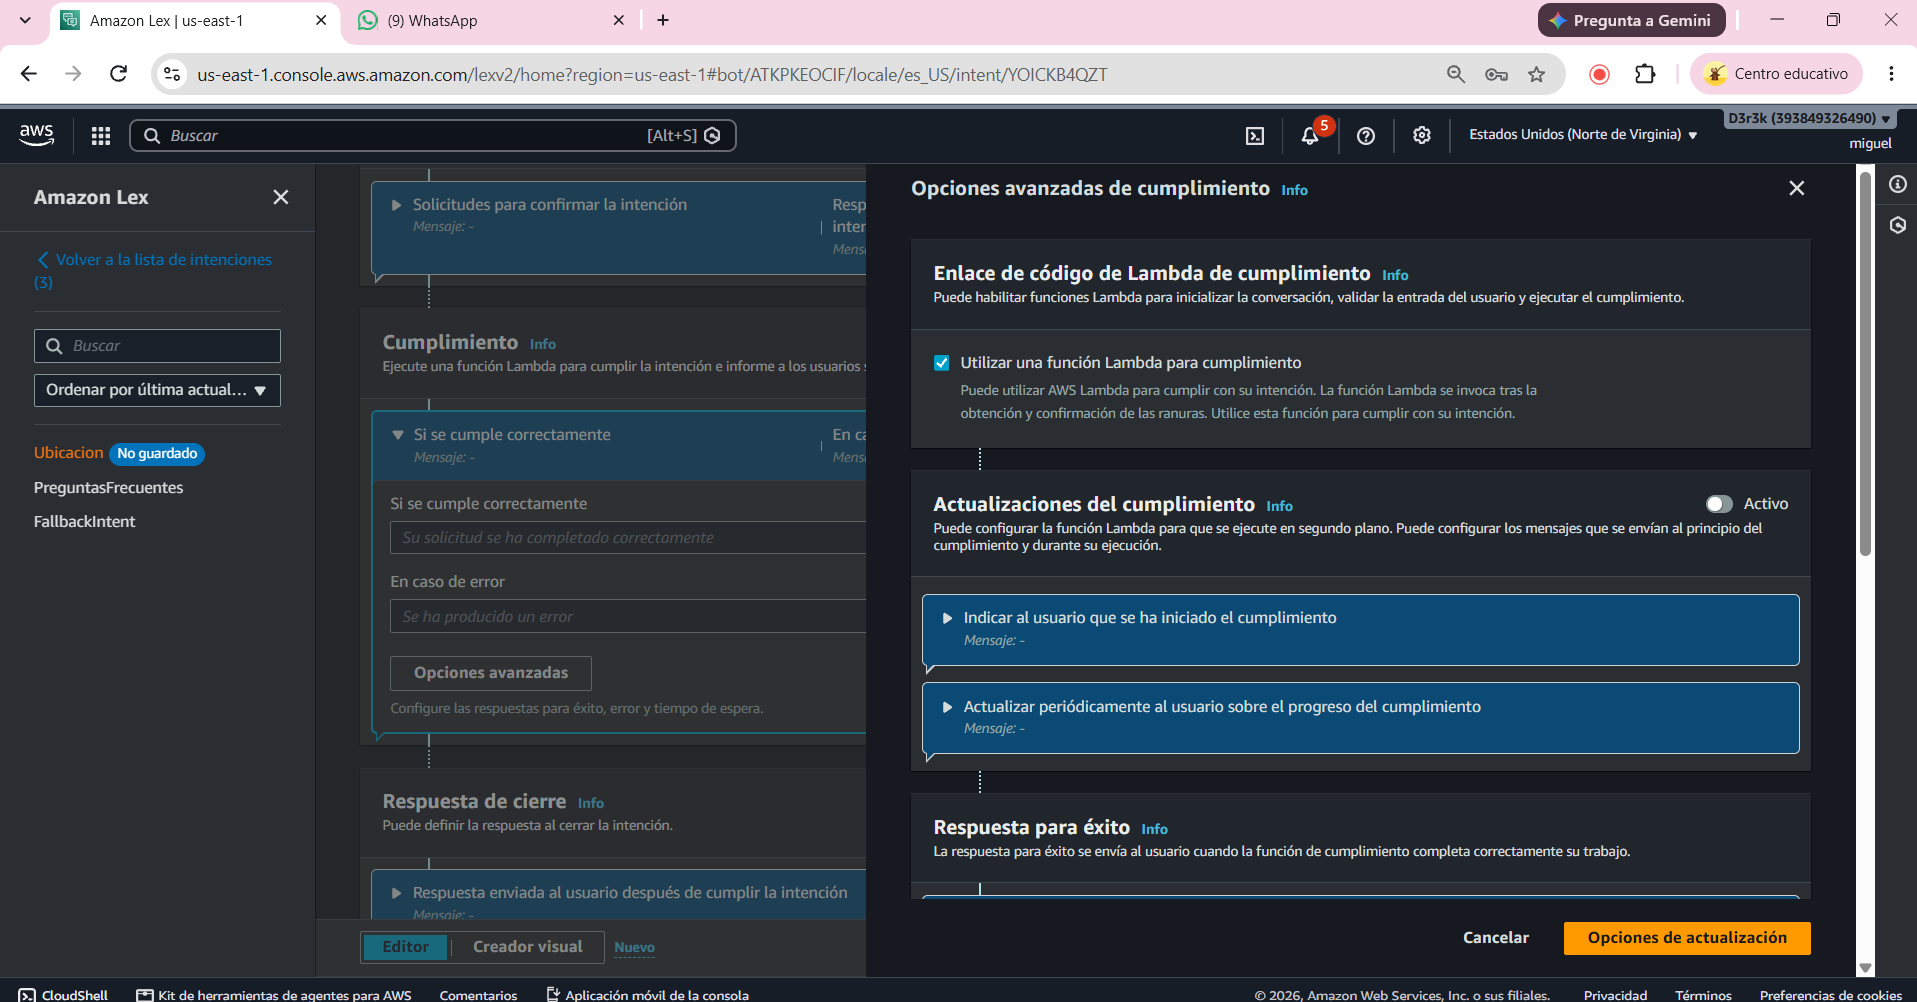 Amazon Lex | us-east-1
(9) WhatsApp
Pregunta a Gemini
us-east-1.console.aws.amazon.com/lexv2/home?region=us-east-1#bot/ATKPKEOCIF/locale/es_US/intent/YOICKB4QZT
Centro educativo
aws
Buscar
[Alt+S]
5
Estados Unidos (Norte de Virginia)
D3r3k (393849326490)
miguel
Amazon Lex
Volver a la lista de intenciones
(3)
Buscar
Ordenar por última actual...
Ubicacion No guardado
PreguntasFrecuentes
FallbackIntent
Solicitudes para confirmar la intención
Mensaje: -
Resp
inter
Mens
Cumplimiento Info
Ejecute una función Lambda para cumplir la intención e informe a los usuarios s
Si se cumple correctamente
Mensaje: -
En ca
Mens
Si se cumple correctamente
Su solicitud se ha completado correctamente
En caso de error
Se ha producido un error
Opciones avanzadas
Configure las respuestas para éxito, error y tiempo de espera.
Respuesta de cierre Info
Puede definir la respuesta al cerrar la intención.
Respuesta enviada al usuario después de cumplir la intención
Mensaje: -
Editor
Creador visual
Nuevo
Opciones avanzadas de cumplimiento Info
Enlace de código de Lambda de cumplimiento Info
Puede habilitar funciones Lambda para inicializar la conversación, validar la entrada del usuario y ejecutar el cumplimiento.
Utilizar una función Lambda para cumplimiento
Puede utilizar AWS Lambda para cumplir con su intención. La función Lambda se invoca tras la
obtención y confirmación de las ranuras. Utilice esta función para cumplir con su intención.
Actualizaciones del cumplimiento Info
Activo
Puede configurar la función Lambda para que se ejecute en segundo plano. Puede configurar los mensajes que se envían al principio del
cumplimiento y durante su ejecución.
Indicar al usuario que se ha iniciado el cumplimiento
Mensaje: -
Actualizar periódicamente al usuario sobre el progreso del cumplimiento
Mensaje: -
Respuesta para éxito Info
La respuesta para éxito se envía al usuario cuando la función de cumplimiento completa correctamente su trabajo.
Cancelar
Opciones de actualización
CloudShell
Kit de herramientas de agentes para AWS
Comentarios
Aplicación móvil de la consola
© 2026, Amazon Web Services, Inc. o sus filiales.
Privacidad
Términos
Preferencias de cookies